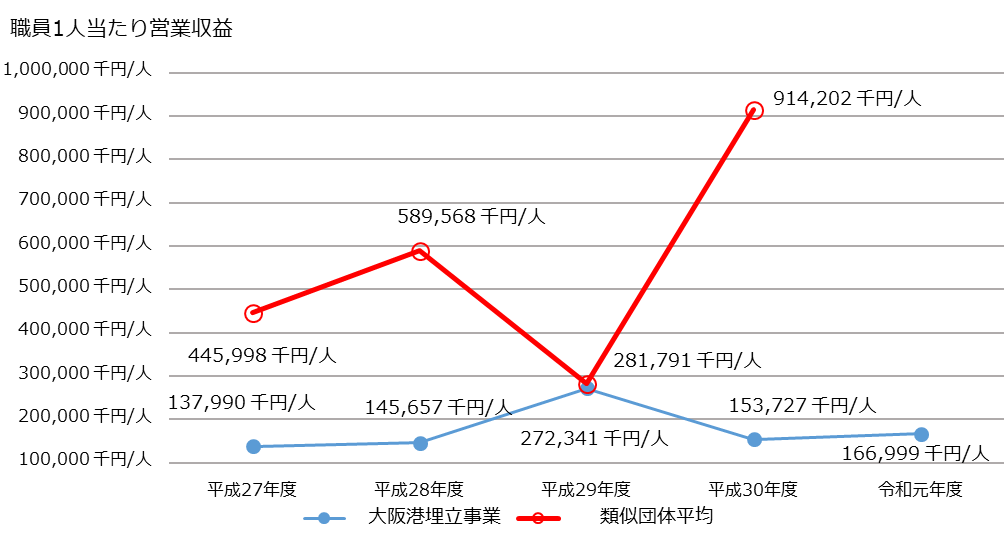 職員1人当たり営業収益
1,000,000 千円/人
900,000 千円/人
800,000 千円/人
700,000 千円/人
600,000 千円/人
500,000 千円/人
400,000 千円/人
300,000 千円/人
200,000 千円/人
100,000 千円/人
914,202 千円/人
589,568 千円/人
445,998 千円/人
281,791 千円/人
137,990 千円/人
145,657 千円/人
272,341 千円/人
153,727 千円/人
166,999 千円/人
平成27年度
平成28年度
平成29年度
平成30年度
令和元年度
大阪港埋立事業
類似団体平均